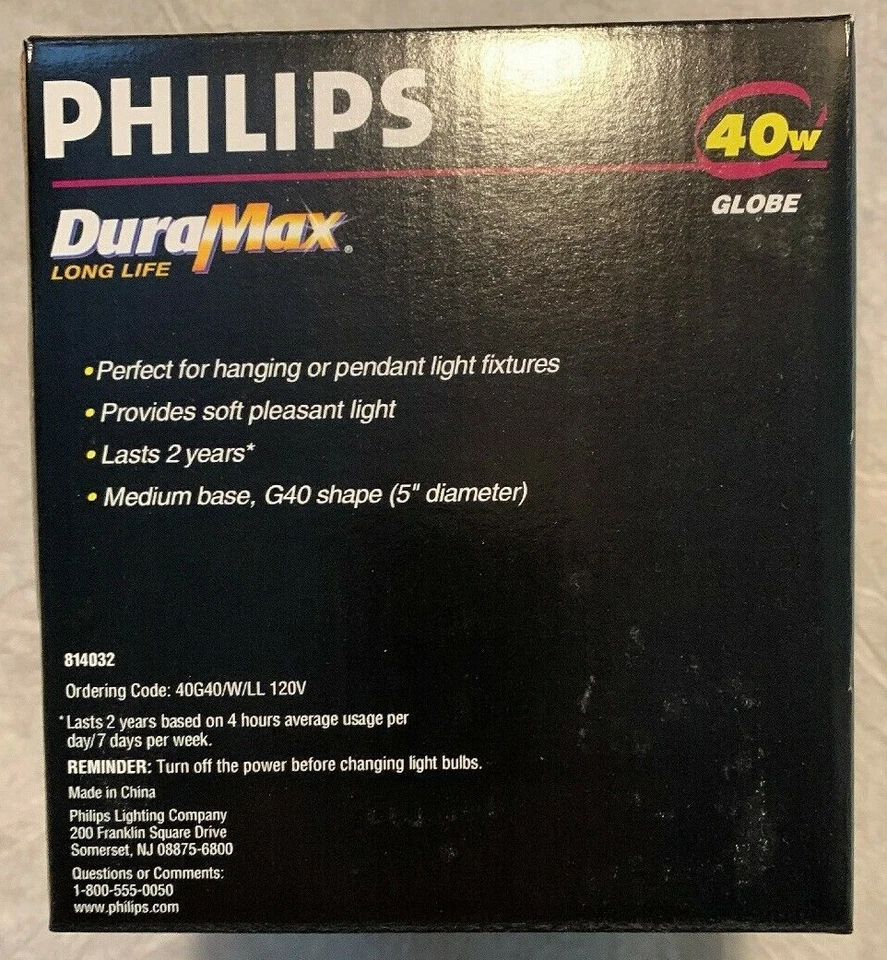 PHILIPS
40w
GLOBE
DuraMax®
LONG LIFE
•Perfect for hanging or pendant light fixtures
•Provides soft pleasant light
•Lasts 2 years*
•Medium base, G40 shape (5" diameter)
814032
Ordering Code: 40G40/W/LL 120V
*Lasts 2 years based on 4 hours average usage per
day/7 days per week.
REMINDER: Turn off the power before changing light bulbs.
Made in China
Philips Lighting Company
200 Franklin Square Drive
Somerset, NJ 08875-6800
Questions or Comments:
1-800-555-0050
www.philips.com